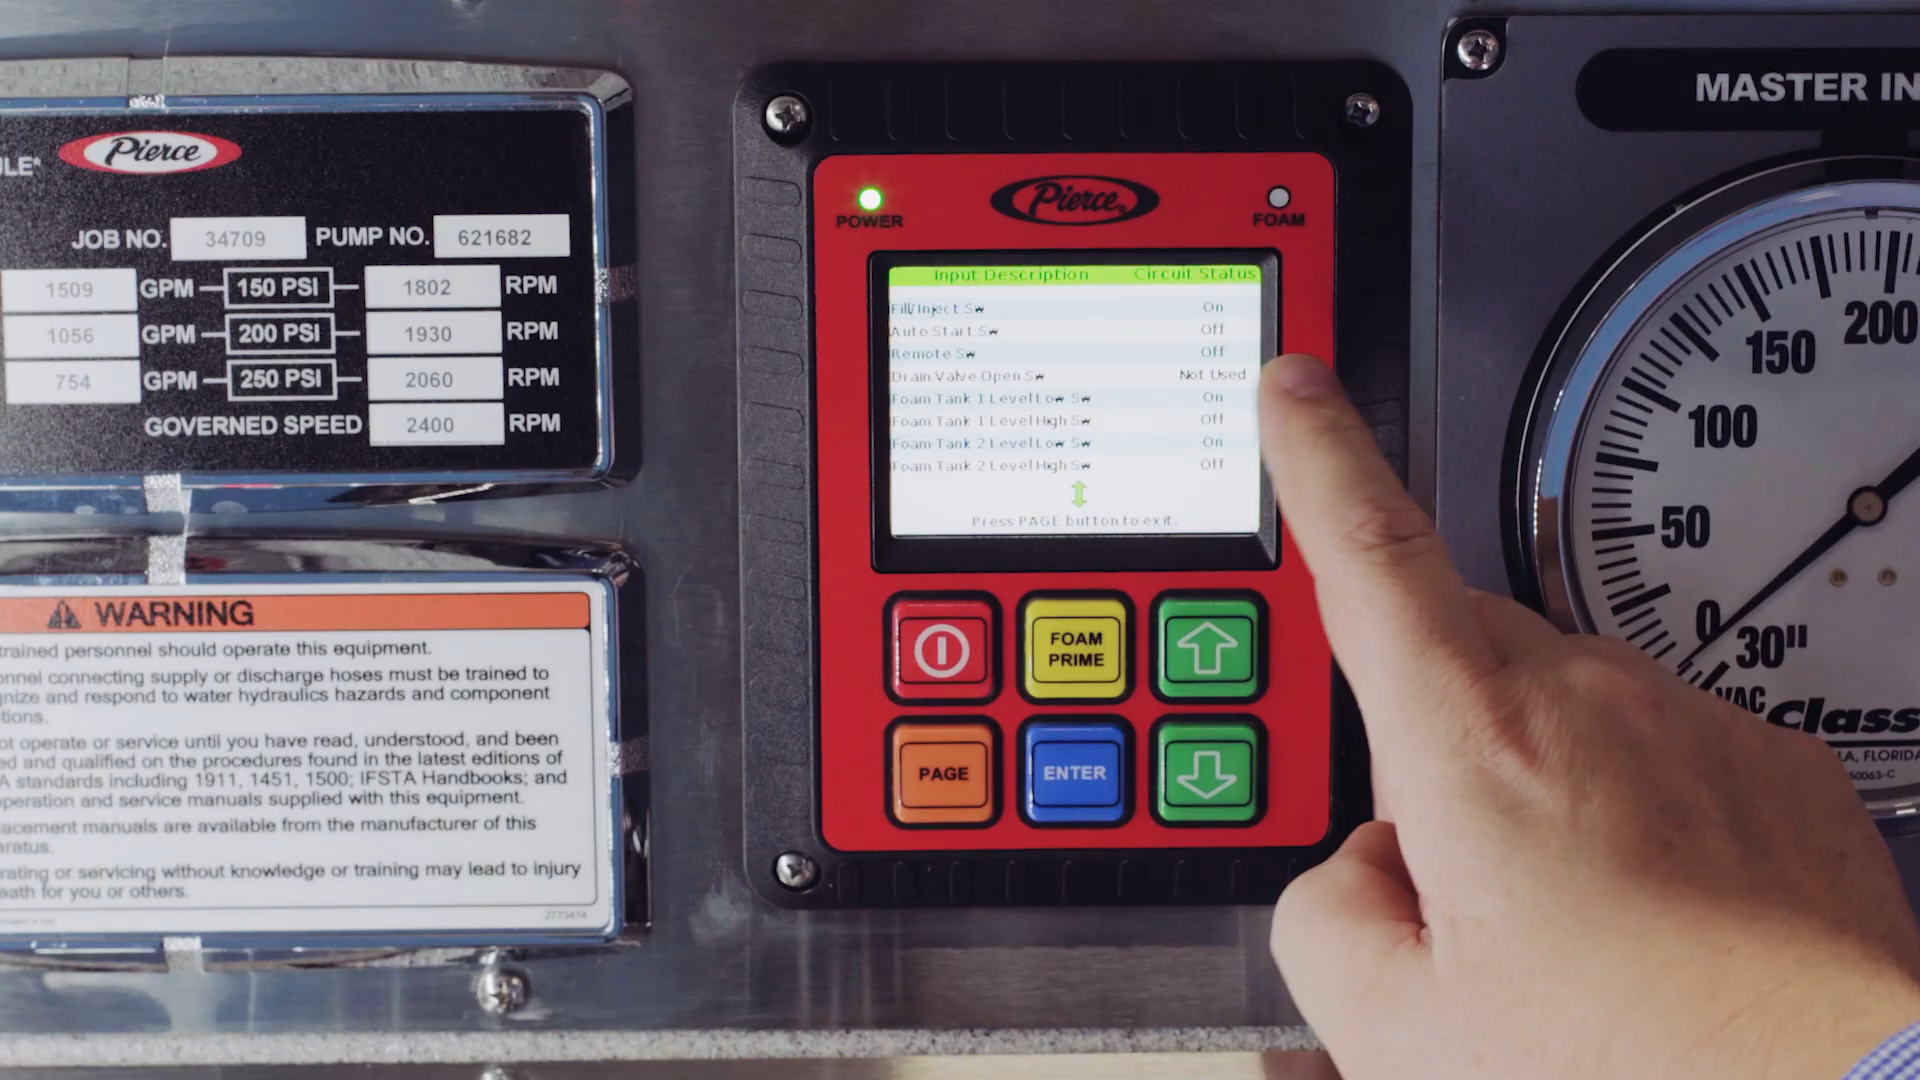 ULE*
Pierce
JOB NO. 34709 PUMP NO. 621682
1509 GPM 150 PSI 1802 RPM
1056 GPM 200 PSI 1930 RPM
754 GPM 250 PSI 2060 RPM
GOVERNED SPEED 2400 RPM
WARNING
trained personnel should operate this equipment.
onnel connecting supply or discharge hoses must be trained to
nize and respond to water hydraulics hazards and component
tions.
ot operate or service until you have read, understood, and been
ed and qualified on the procedures found in the latest editions of
A standards including 1911, 1451, 1500; IFSTA Handbooks; and
operation and service manuals supplied with this equipment.
acement manuals are available from the manufacturer of this
aratus.
rating or servicing without knowledge or training may lead to injury
eath for you or others.
2773474
POWER
Pierce
FOAM
Input Description Circuit Status
Fill/Inject Sw On
Auto Start Sw Off
Remote Sw Off
Drain Valve Open Sw Not Used
Foam Tank 1 Level Low Sw On
Foam Tank 1 Level High Sw Off
Foam Tank 2 Level Low Sw On
Foam Tank 2 Level High Sw Off
Press PAGE button to exit.
FOAM
PRIME
PAGE
ENTER
MASTER IN
200
150
100
50
0
30"
VAC
Class
LA, FLORIDA
50063-C